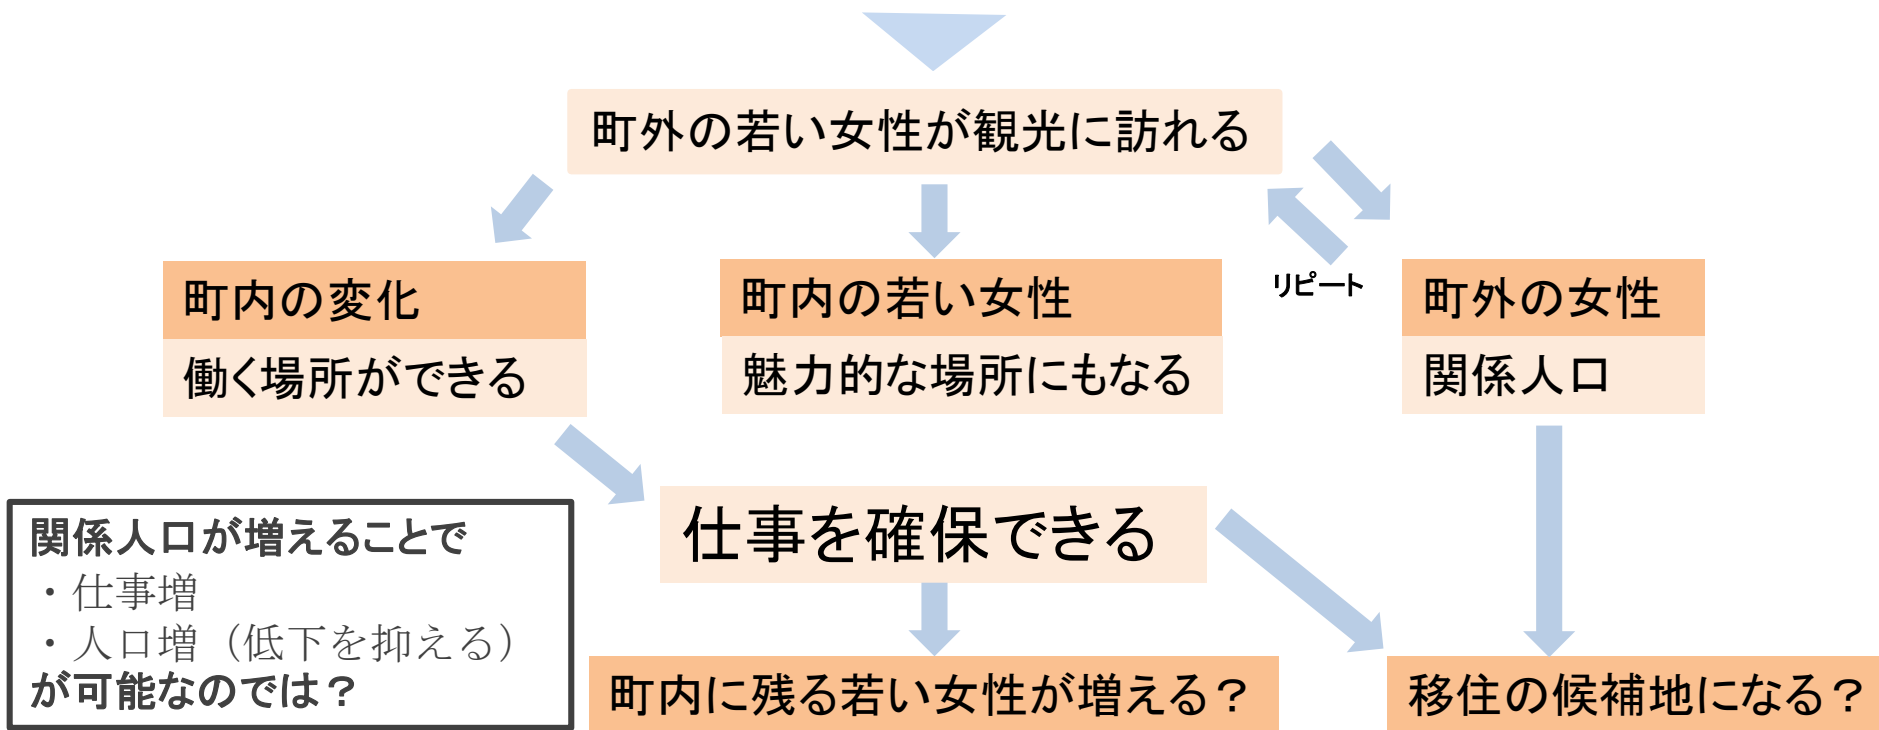 町外の若い女性が観光に訪れる
リピート
町内の変化
働く場所ができる
町内の若い女性
魅力的な場所にもなる
町外の女性
関係人口
仕事を確保できる
関係人口が増えることで
・仕事増
・人口増（低下を抑える）
が可能なのでは？
町内に残る若い女性が増える？
移住の候補地になる？